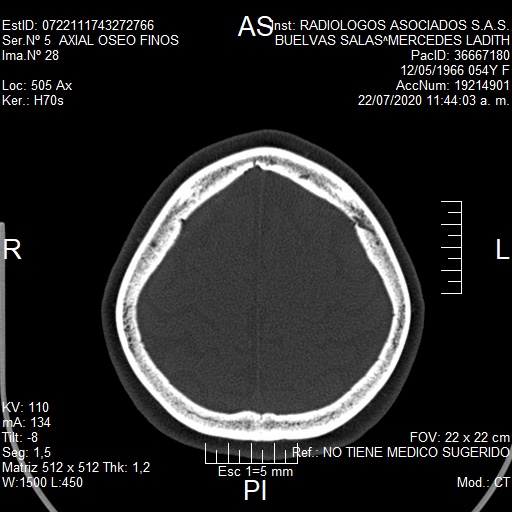 EstID: 0722111743272766
Ser.Nº 5 AXIAL OSEO FINOS
Ima.Nº 28
Loc: 505 Ax
Ker.: H70s
AS
Inst: RADIOLOGOS ASOCIADOS S.A.S.
BUELVAS SALAS^MERCEDES LADITH
PacID: 36667180
12/05/1966 054Y F
AccNum: 19214901
22/07/2020 11:44:03 a. m.
R
L
KV: 110
mA: 134
Tilt: -8
Seg: 1,5
Matriz 512 x 512 Thk: 1,2
W:1500 L:450
Esc 1=5 mm
PI
FOV: 22 x 22 cm
Ref.: NO TIENE MEDICO SUGERIDO
Mod.: CT